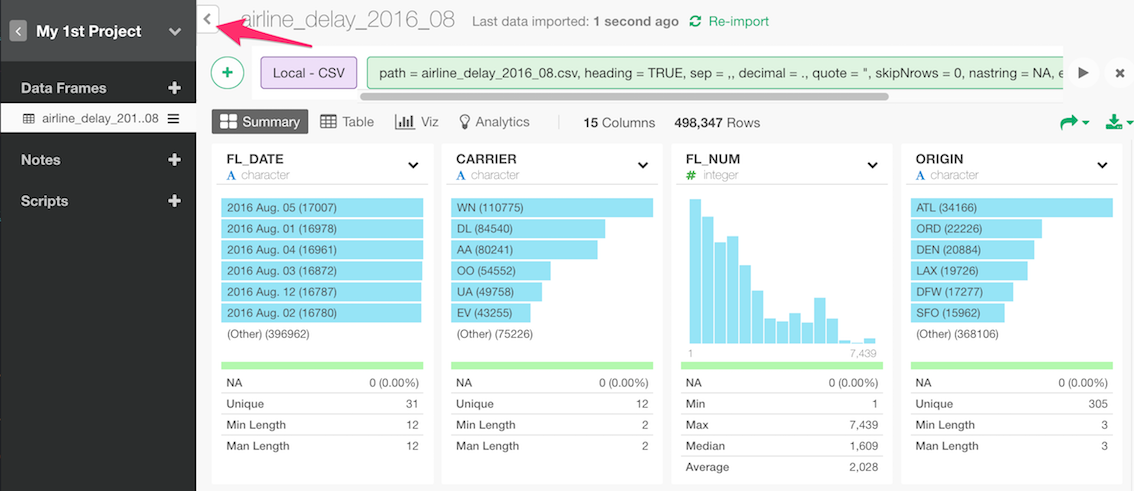 My 1st Project
airline_delay_2016_08 Last data imported: 1 second ago Re-import
Local - CSV path = airline_delay_2016_08.csv, heading = TRUE, sep = ,, decimal = ., quote = ", skipNrows = 0, nastring = NA, e
Data Frames
airline_delay_201..08
Notes
Scripts
Summary Table Viz Analytics 15 Columns 498,347 Rows
FL_DATE
A character
2016 Aug. 05 (17007)
2016 Aug. 01 (16978)
2016 Aug. 04 (16961)
2016 Aug. 03 (16872)
2016 Aug. 12 (16787)
2016 Aug. 02 (16780)
(Other) (396962)
NA 0 (0.00%)
Unique 31
Min Length 12
Man Length 12
CARRIER
A character
WN (110775)
DL (84540)
AA (80241)
OO (54552)
UA (49758)
EV (43255)
(Other) (75226)
NA 0 (0.00%)
Unique 12
Min Length 2
Man Length 2
FL_NUM
# integer
1 7,439
NA 0 (0.00%)
Min 1
Max 7,439
Median 1,609
Average 2,028
ORIGIN
A character
ATL (34166)
ORD (22226)
DEN (20884)
LAX (19726)
DFW (17277)
SFO (15962)
(Other) (368106)
NA 0 (0.00%)
Unique 305
Min Length 3
Man Length 3